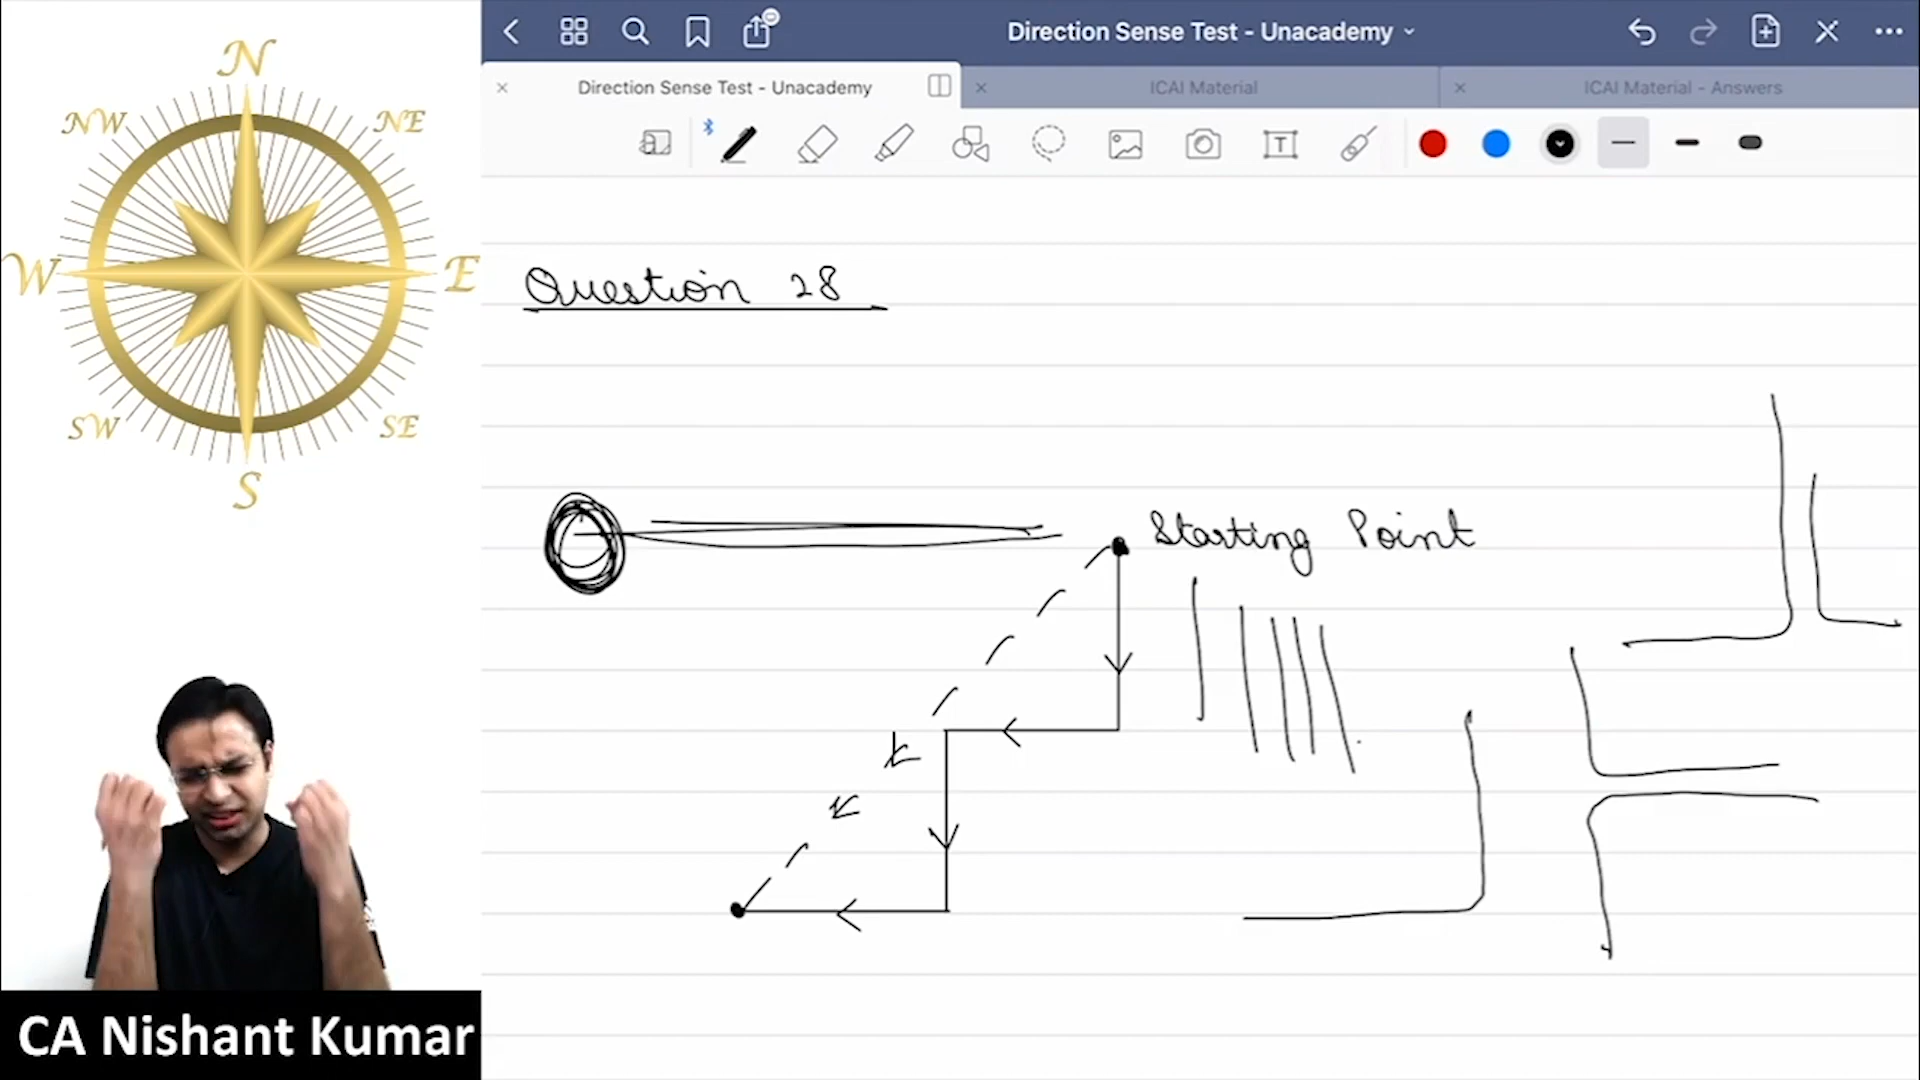 N
NW NE
W E
SW SE
S
Direction Sense Test - Unacademy
Direction Sense Test - Unacademy
ICAI Material
ICAI Material - Answers
T
Question 28
Starting Point
CA Nishant Kumar